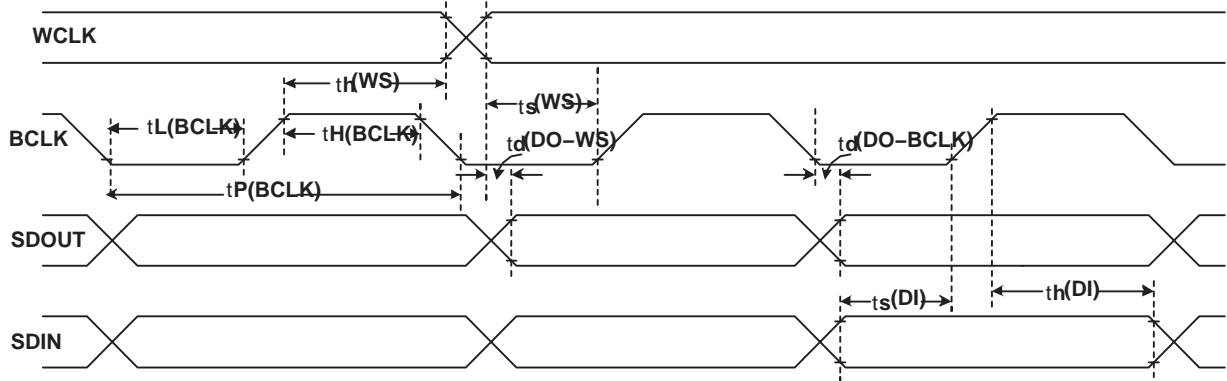 WCLK
th(WS)
ts(WS)
BCLK
tL(BCLK)
tH(BCLK)
td(DO–WS)
td(DO–BCLK)
tP(BCLK)
SDOUT
ts(DI)
th(DI)
SDIN